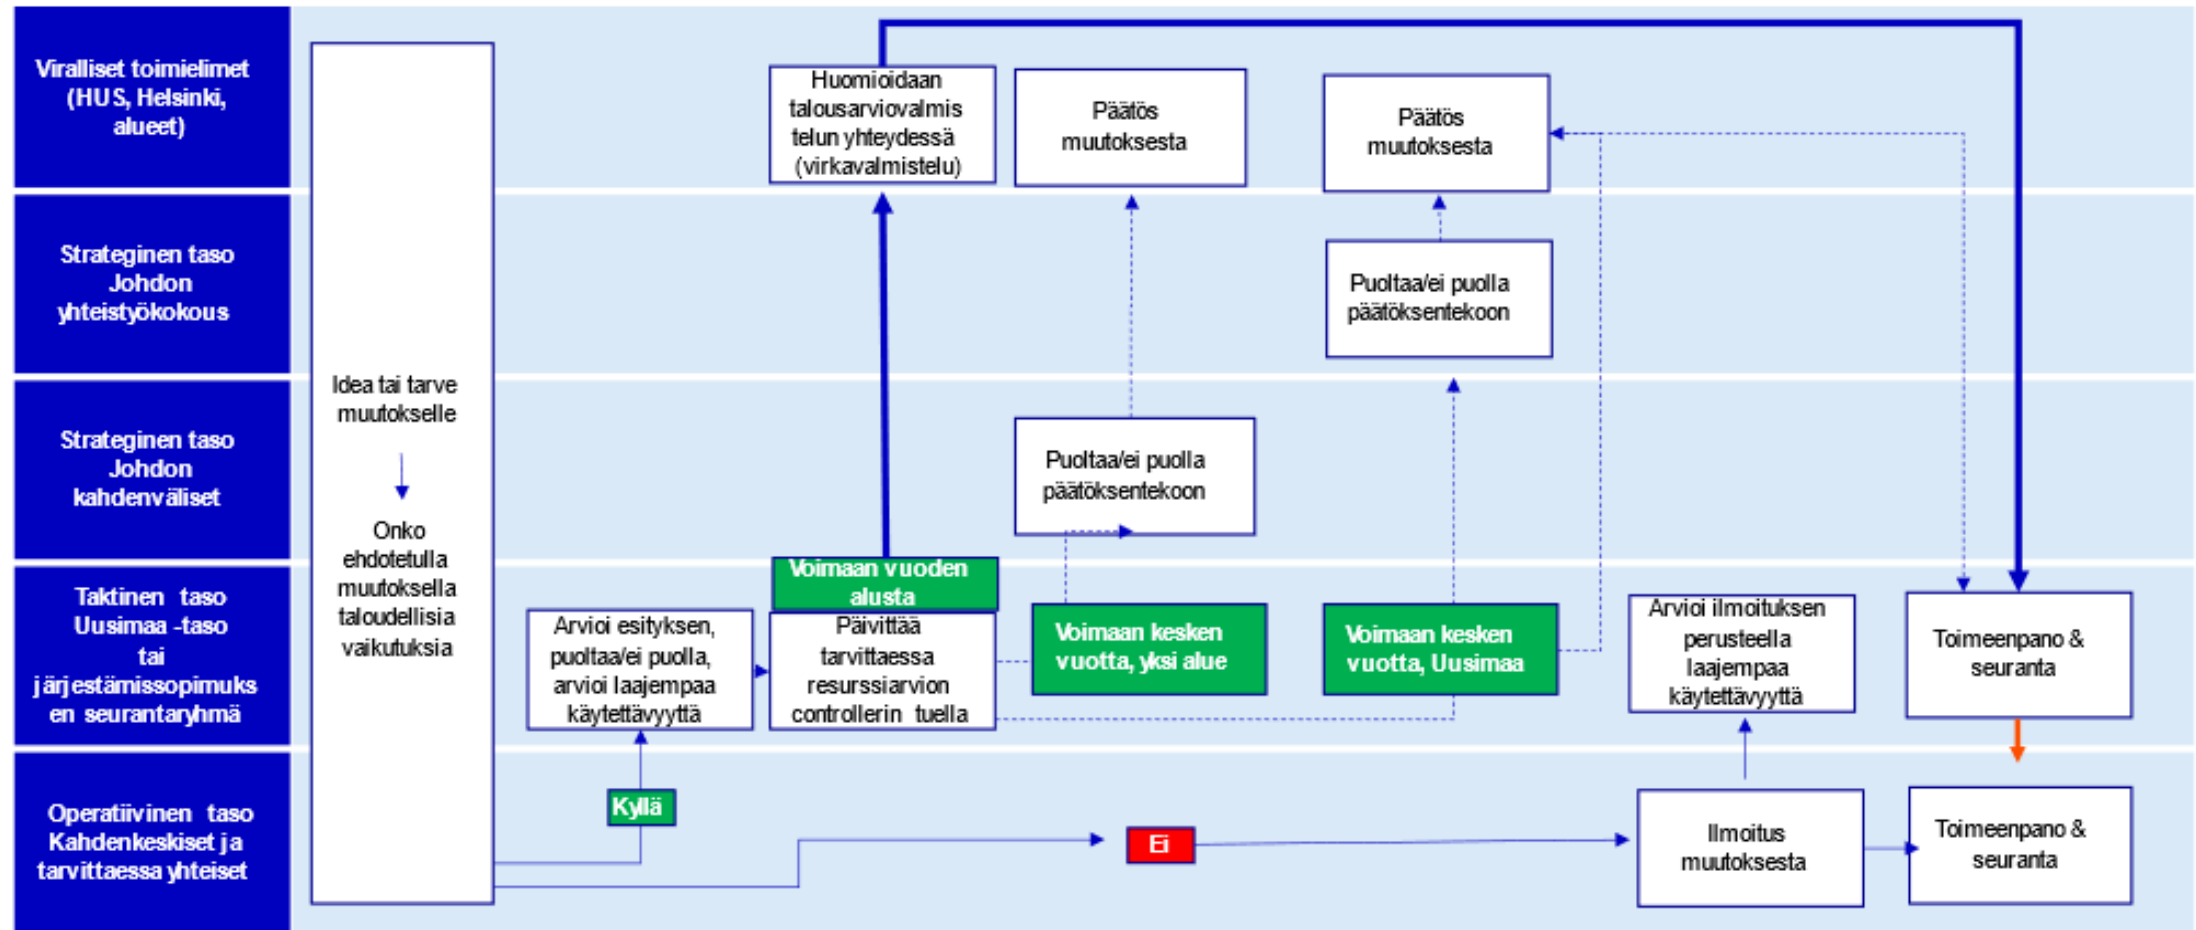 Viralliset toimielimet
(HUS, Helsinki,
alueet)
Strateginen taso
Johdon
yhteistyökokous
Strateginen taso
Johdon
kahdenväliset
Taktinen taso
Uusimaa -taso
tai
järjestämissopimuks
en seurantaryhmä
Operatiivinen taso
Kahdenkeskiset ja
tarvittaessa yhteiset
Idea tai tarve
muutokselle
Onko
ehdotetulla
muutoksella
taloudellisia
vaikutuksia
Kyllä
Ei
Arvioi esityksen,
puoltaa/ei puolla,
arvioi laajempaa
käytettävyyttä
Voimaan vuoden
alusta
Päivittää
tarvittaessa
resurssiarvion
controllerin tuella
Huomioidaan
talousarviovalmis
telun yhteydessä
(virkavalmistelu)
Voimaan kesken
vuotta, yksi alue
Puoltaa/ei puolla
päätöksentekoon
Päätös
muutoksesta
Voimaan kesken
vuotta, Uusimaa
Puoltaa/ei puolla
päätöksentekoon
Päätös
muutoksesta
Arvioi ilmoituksen
perusteella
laajempaa
käytettävyyttä
Ilmoitus
muutoksesta
Toimeenpano &
seuranta
Toimeenpano &
seuranta